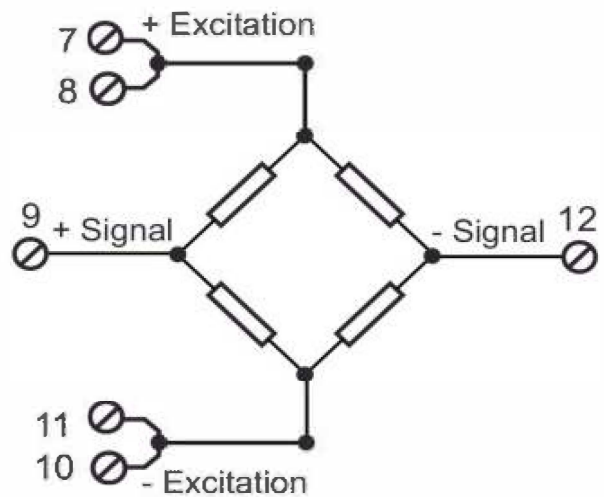 7 + Excitation
8
9 + Signal
- Signal 12
11
10
- Excitation